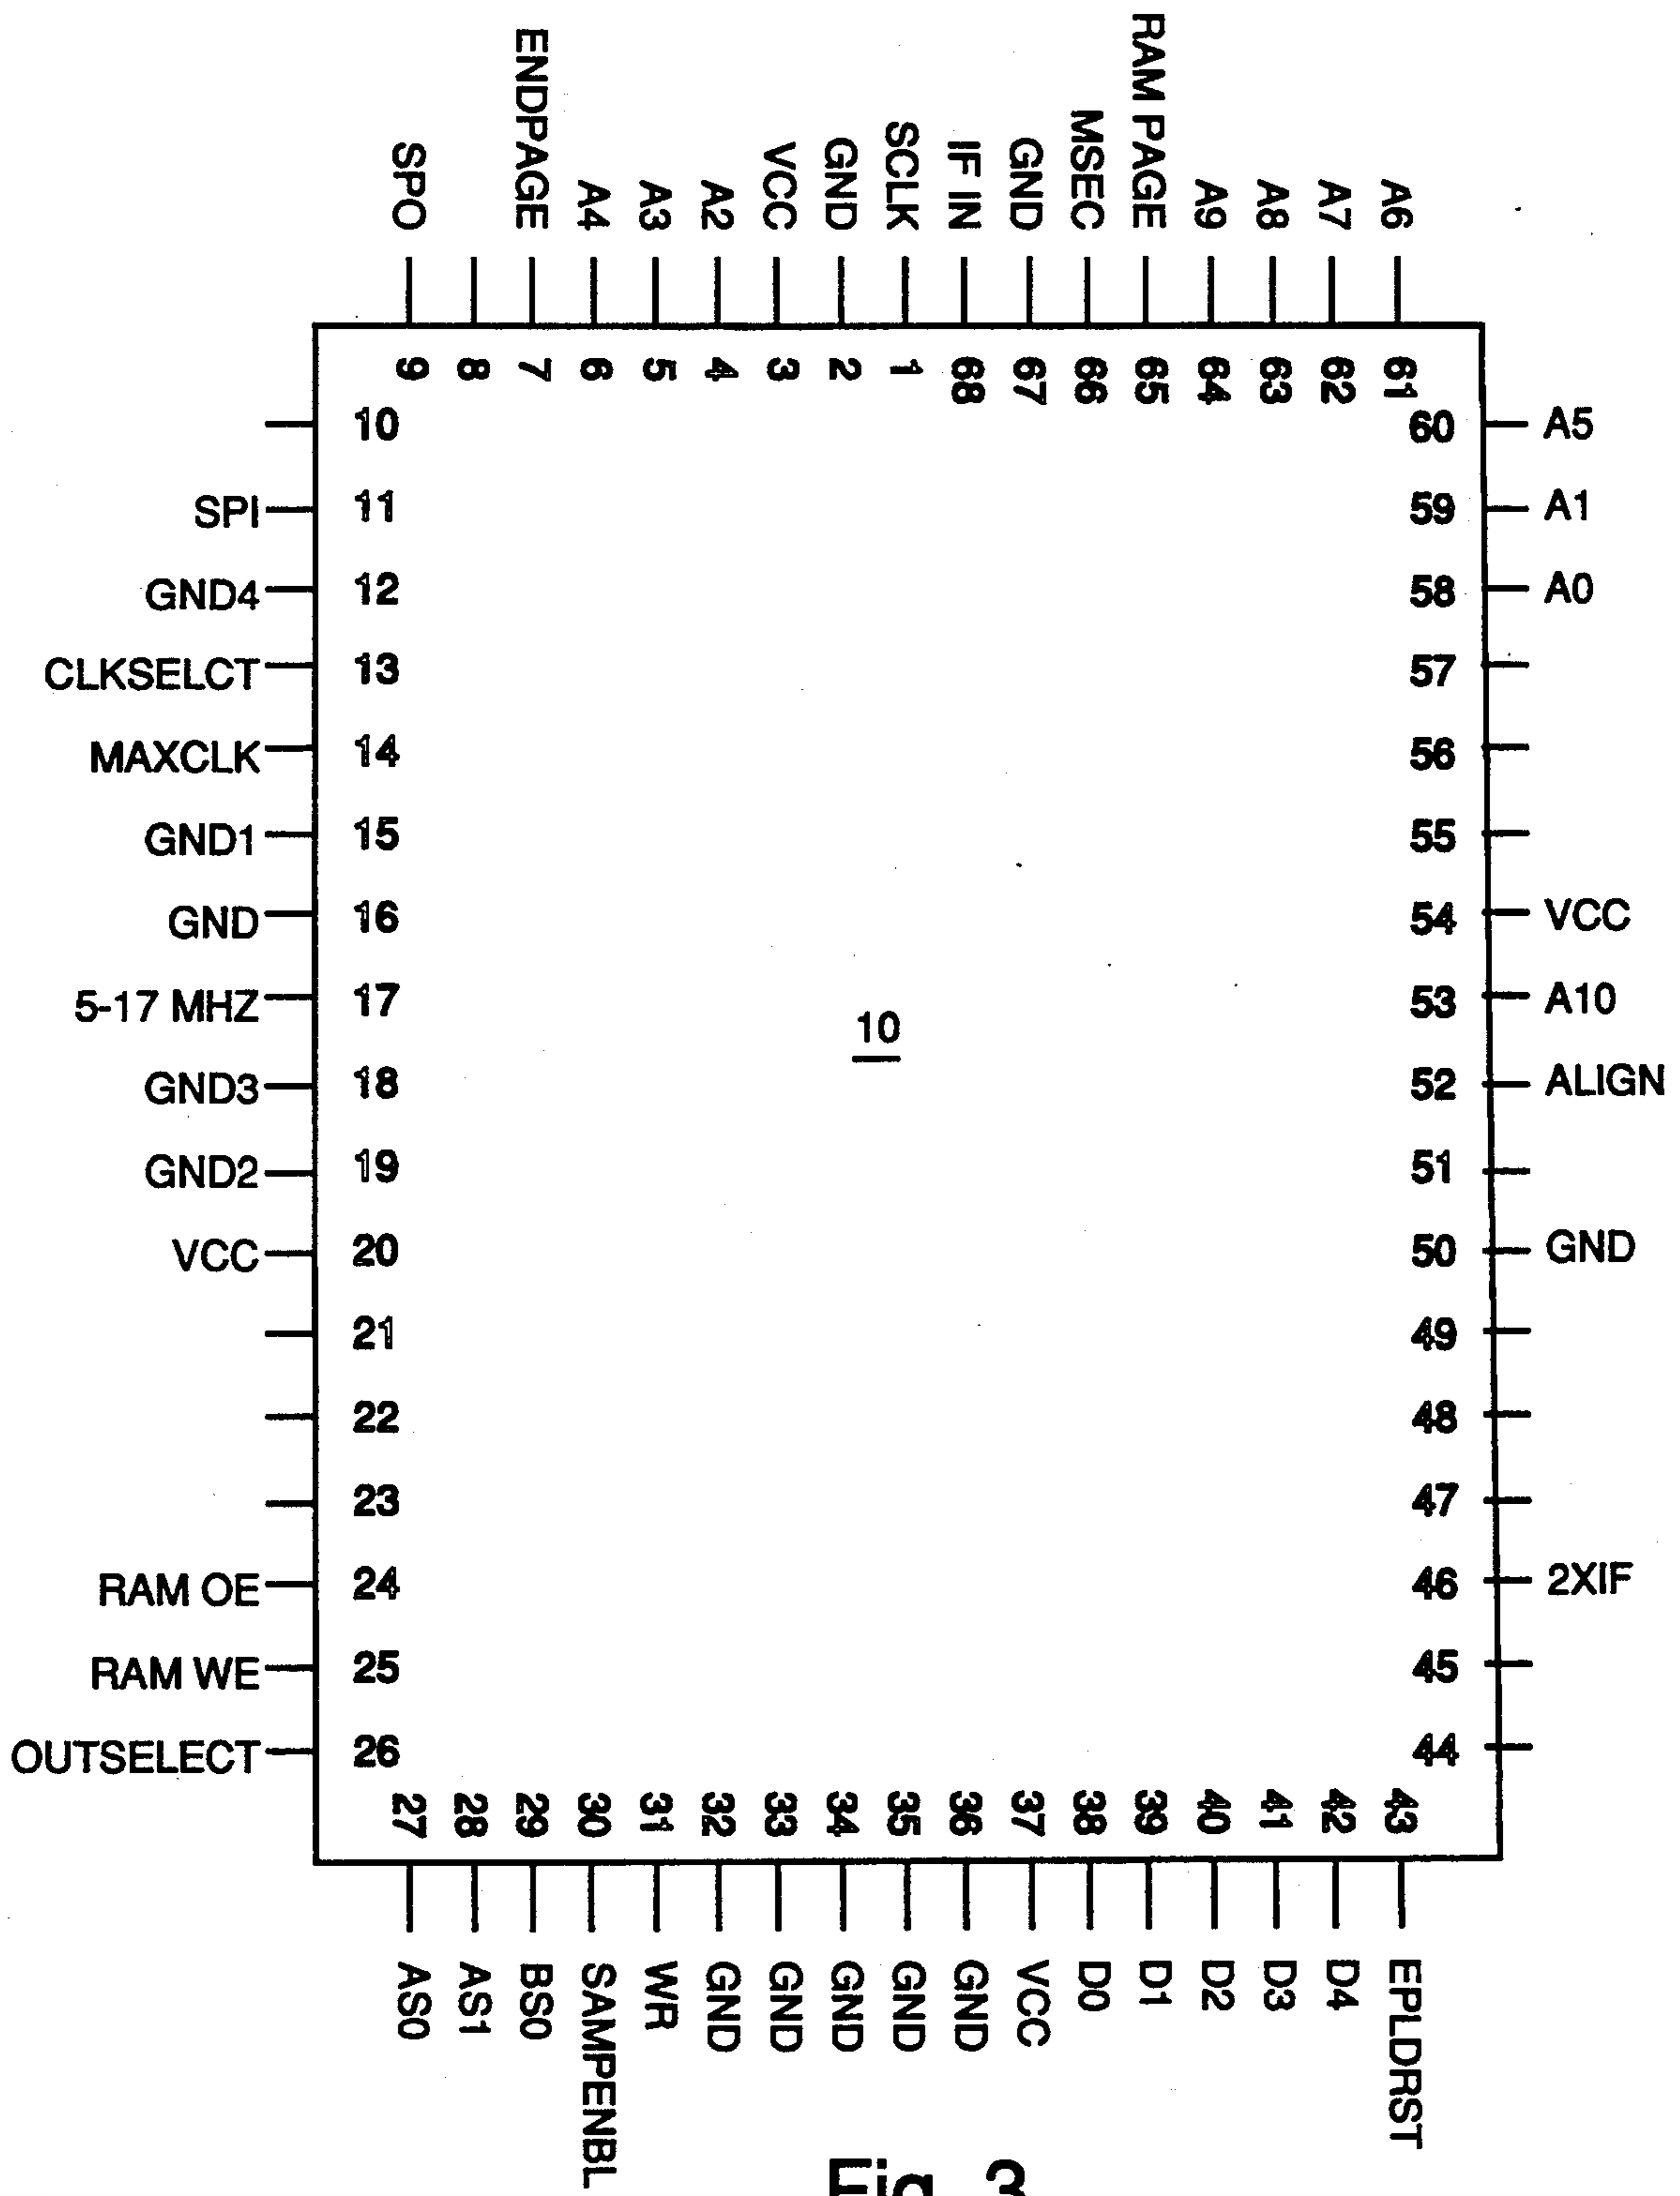 SPO
ENDPAGE
A4
A3
A2
VCC
GND
SCLK
IF IN
GND
MSEC
RAM PAGE
A9
A8
A7
A6
9
8
7
6
5
4
3
2
1
68
67
66
65
64
63
62
61
10
SPI 11
GND4 12
CLKSELCT 13
MAXCLK 14
GND1 15
GND 16
5-17 MHZ 17
GND3 18
GND2 19
VCC 20
21
22
23
RAM OE 24
RAM WE 25
OUTSELECT 26
10
60 A5
59 A1
58 A0
57
56
55
54 VCC
53 A10
52 ALIGN
51
50 GND
49
48
47
46 2XIF
45
44
27
28
29
30
31
32
33
34
35
36
37
38
39
40
41
42
43
AS0
AS1
BS0
SAMPENBL
WR
GND
GND
GND
GND
GND
VCC
D0
D1
D2
D3
D4
EPLDRST
Fig. 3